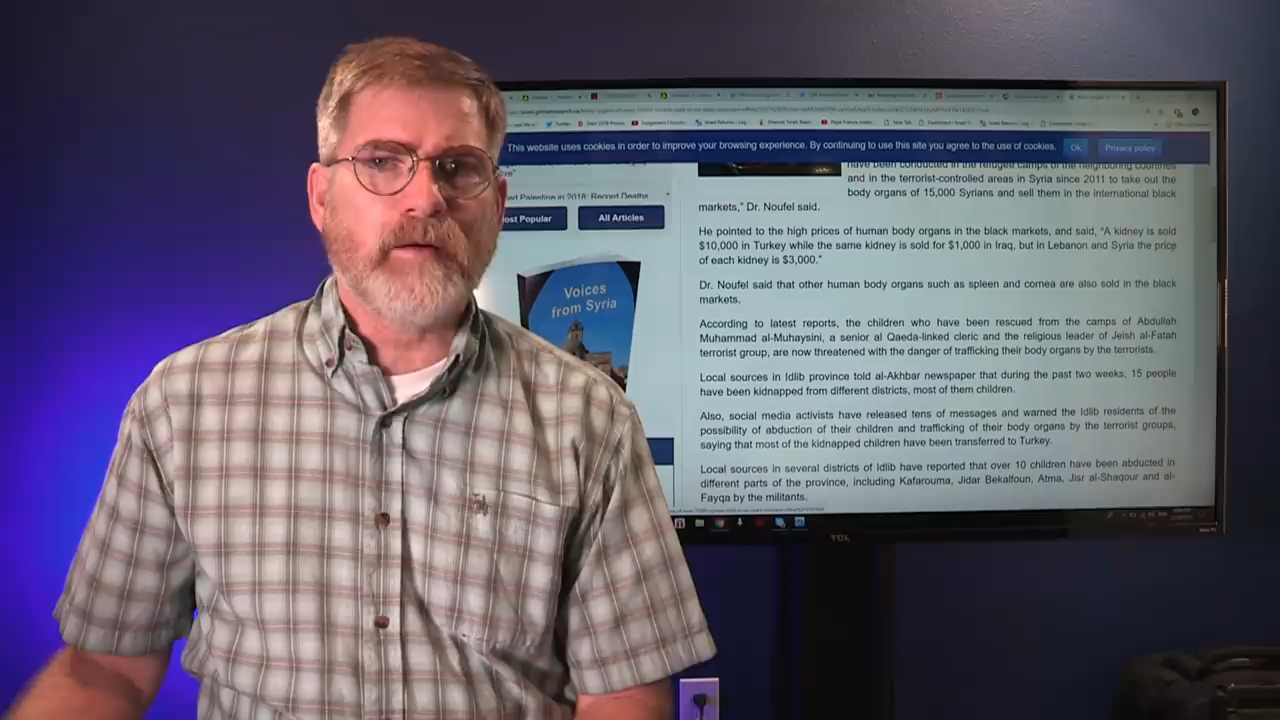 This website uses cookies in order to improve your browsing experience. By continuing to use this site you agree to the use of cookies. Ok Privacy policy
Palestine in 2018: Record Deaths
Popular All Articles
Voices
from Syria
have been conducted in the refugee camps of the neighboring countries
and in the terrorist-controlled areas in Syria since 2011 to take out the
body organs of 15,000 Syrians and sell them in the international black
markets,” Dr. Noufel said.
He pointed to the high prices of human body organs in the black markets, and said, “A kidney is sold
$10,000 in Turkey while the same kidney is sold for $1,000 in Iraq, but in Lebanon and Syria the price
of each kidney is $3,000.”
Dr. Noufel said that other human body organs such as spleen and cornea are also sold in the black
markets.
According to latest reports, the children who have been rescued from the camps of Abdullah
Muhammad al-Muhaysini, a senior al Qaeda-linked cleric and the religious leader of Jeish al-Fatah
terrorist group, are now threatened with the danger of trafficking their body organs by the terrorists.
Local sources in Idlib province told al-Akhbar newspaper that during the past two weeks, 15 people
have been kidnapped from different districts, most of them children.
Also, social media activists have released tens of messages and warned the Idlib residents of the
possibility of abduction of their children and trafficking of their body organs by the terrorist groups,
saying that most of the kidnapped children have been transferred to Turkey.
Local sources in several districts of Idlib have reported that over 10 children have been abducted in
different parts of the province, including Kafarouma, Jidar Bekalfoun, Atma, Jisr al-Shaqour and al-
Fayqa by the militants.
TCL